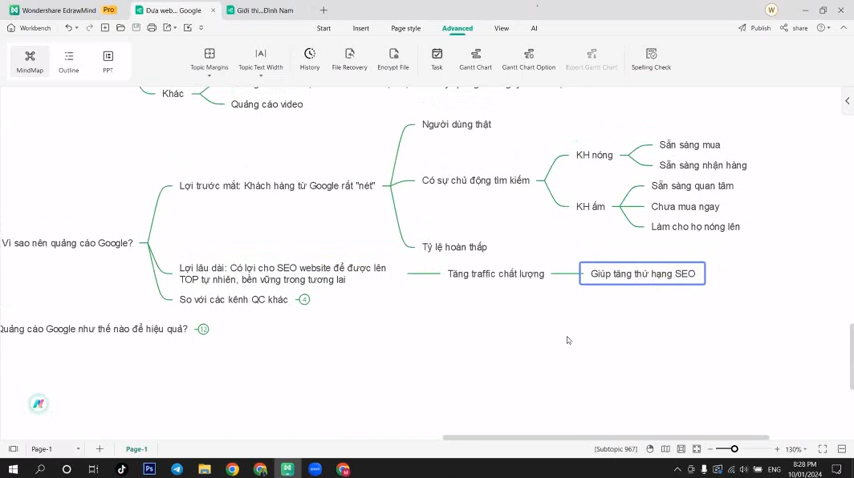 Wondershare EdrawMind Pro
Đưa web... Google
Giới thi...Đình Nam
W
Workbench
Start
Insert
Page style
Advanced
View
AI
Publish
share
MindMap
Outline
PPT
Topic Margins
Topic Text Width
History
File Recovery
Encrypt File
Task
Gantt Chart
Gantt Chart Option
Export Gantt Chart
Spelling Check
Khác
Quảng cáo video
Người dùng thật
Sẵn sàng mua
KH nóng
Sẵn sàng nhận hàng
Có sự chủ động tìm kiếm
Lợi trước mắt: Khách hàng từ Google rất "nét"
Sẵn sàng quan tâm
KH ấm
Chưa mua ngay
Làm cho họ nóng lên
Vì sao nên quảng cáo Google?
Tỷ lệ hoàn thấp
Lợi lâu dài: Có lợi cho SEO website để được lên
TOP tự nhiên, bền vững trong tương lai
Tăng traffic chất lượng
Giúp tăng thứ hạng SEO
So với các kênh QC khác 4
Quảng cáo Google như thế nào để hiệu quả? 12
Page-1
Page-1
[Subtopic 967]
130%
ENG
8:28 PM
10/01/2024